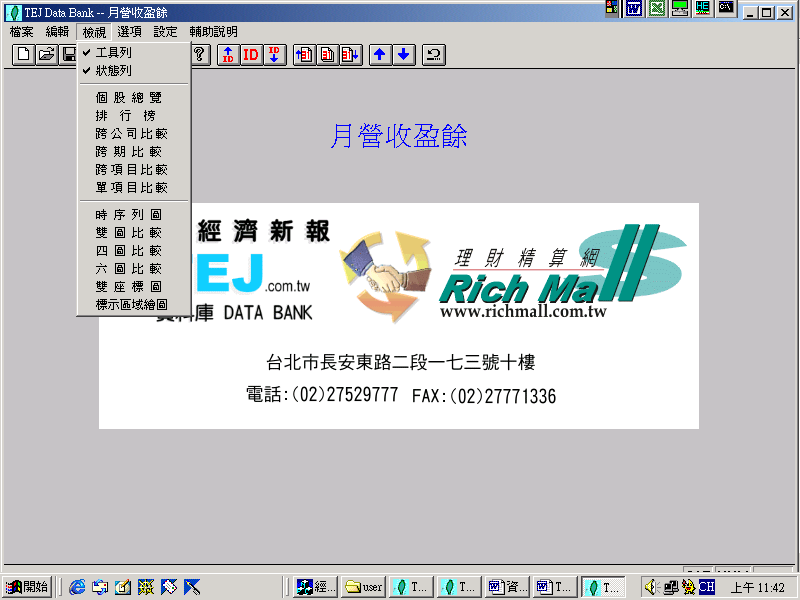 TEJ Data Bank -- 月營收盈餘
檔案 編輯 檢視 選項 設定 輔助說明
ID ID ID
工具列
狀態列
個股總覽
排行榜
跨公司比較
跨期比較
跨項目比較
單項目比較
時序列圖
雙圖比較
四圖比較
六圖比較
雙座標圖
標示區域繪圖
月營收盈餘
經濟新報
TEJ.com.tw
資料庫 DATA BANK
理財精算網
Rich Mall
www.richmall.com.tw
台北市長安東路二段一七三號十樓
電話:(02)27529777 FAX:(02)27771336
開始 經... user T... T... 資... T... T... CH 上午 11:42